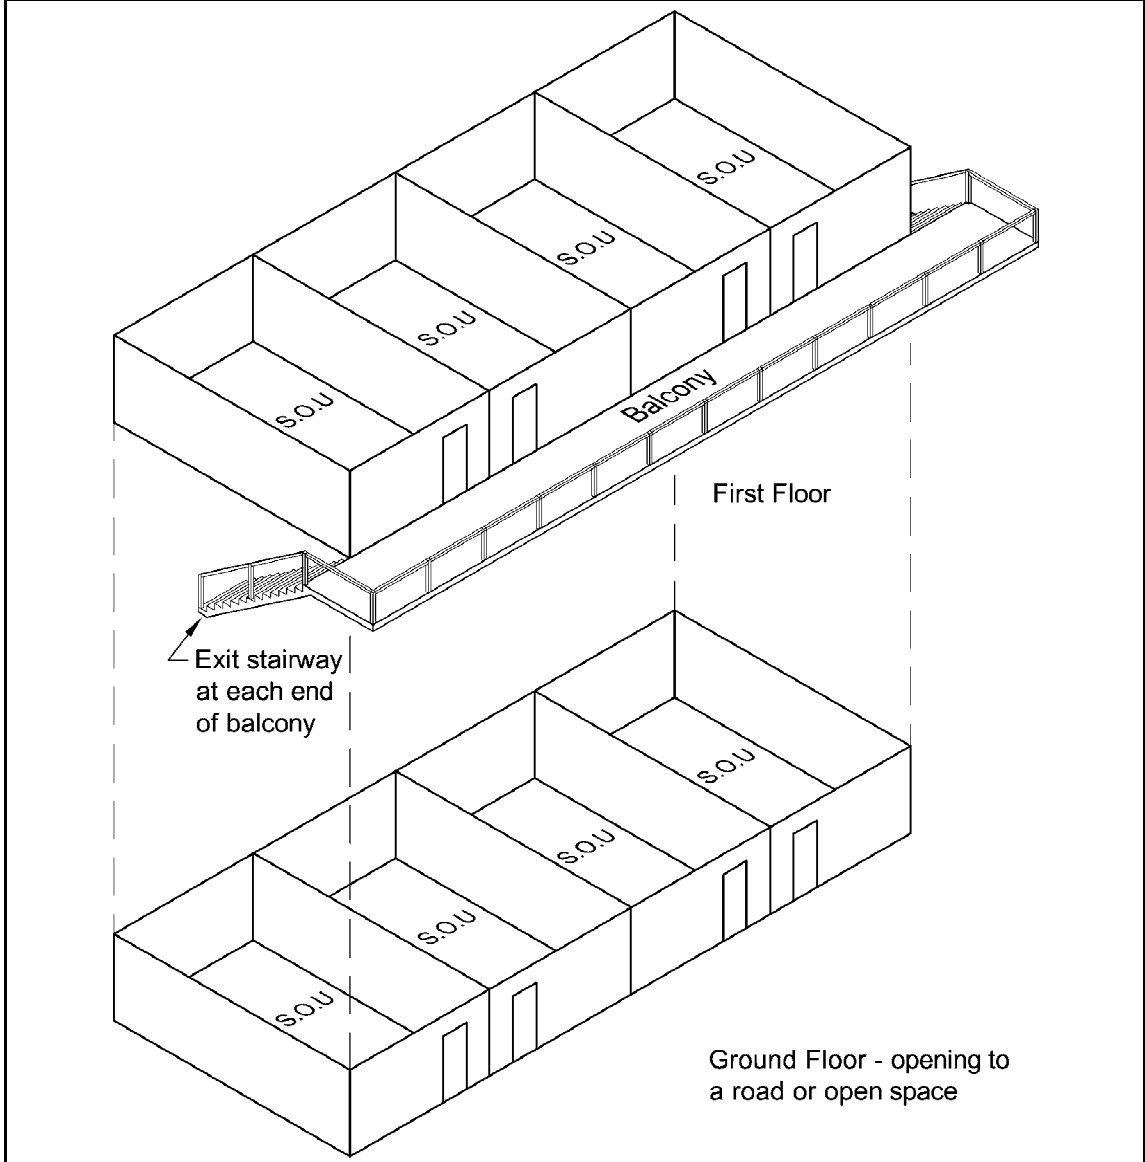 S.O.U
S.O.U
S.O.U
S.O.U
Balcony
First Floor
Exit stairway
at each end
of balcony
S.O.U
S.O.U
S.O.U
S.O.U
Ground Floor - opening to
a road or open space